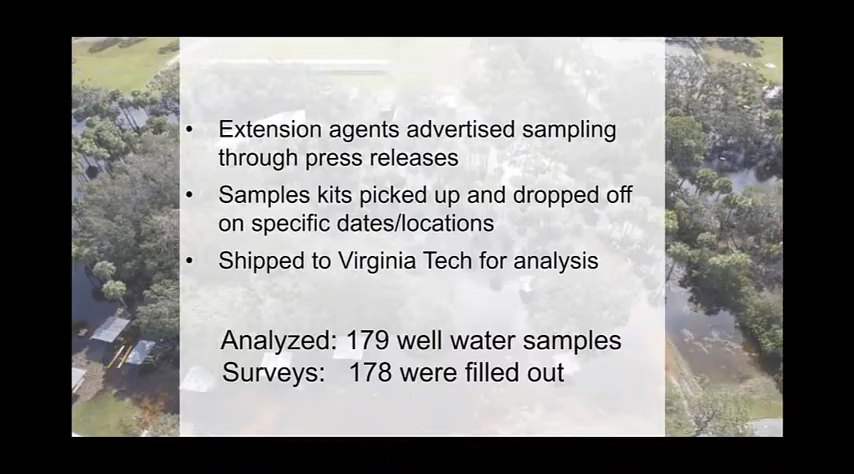 • Extension agents advertised sampling
through press releases
• Samples kits picked up and dropped off
on specific dates/locations
• Shipped to Virginia Tech for analysis
Analyzed: 179 well water samples
Surveys: 178 were filled out